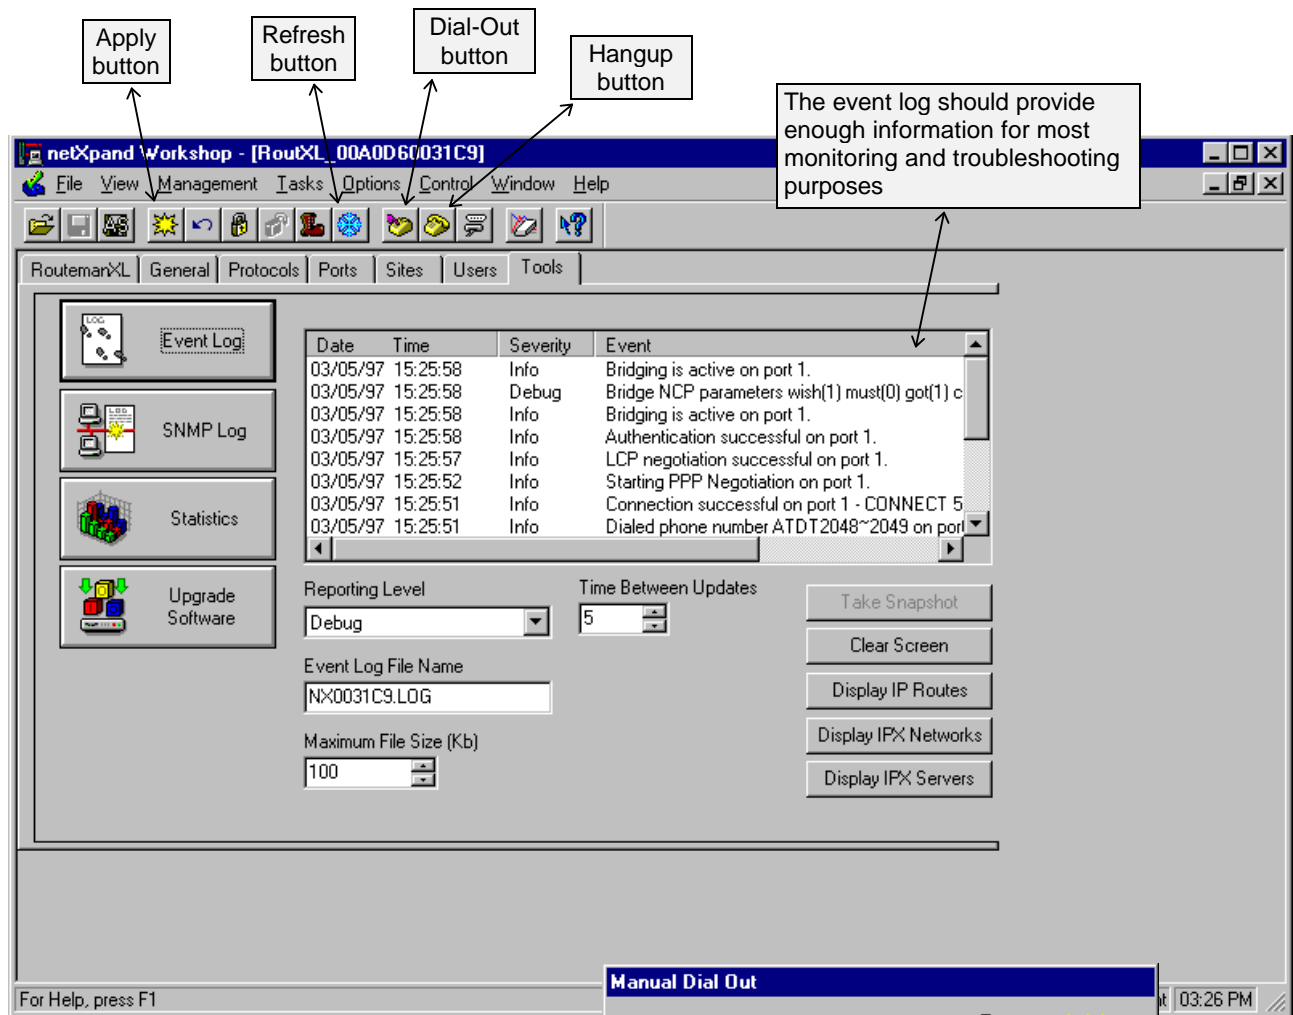 Apply
button
Refresh
button
Dial-Out
button
Hangup
button
The event log should provide
enough information for most
monitoring and troubleshooting
purposes
netXpand Workshop - [RoutXL_00A0D60031C9]
File View Management Tasks Options Control Window Help
RoutemanXL General Protocols Ports Sites Users Tools
Event Log
SNMP Log
Statistics
Upgrade
Software
Date Time Severity Event
03/05/97 15:25:58 Info Bridging is active on port 1.
03/05/97 15:25:58 Debug Bridge NCP parameters wish(1) must(0) got(1) c
03/05/97 15:25:58 Info Bridging is active on port 1.
03/05/97 15:25:58 Info Authentication successful on port 1.
03/05/97 15:25:57 Info LCP negotiation successful on port 1.
03/05/97 15:25:52 Info Starting PPP Negotiation on port 1.
03/05/97 15:25:51 Info Connection successful on port 1 - CONNECT 5
03/05/97 15:25:51 Info Dialed phone number ATDT2048~2049 on port
Reporting Level
Debug
Time Between Updates
5
Event Log File Name
NX0031C9.LOG
Maximum File Size (Kb)
100
Take Snapshot
Clear Screen
Display IP Routes
Display IPX Networks
Display IPX Servers
Manual Dial Out
For Help, press F1
03:26 PM